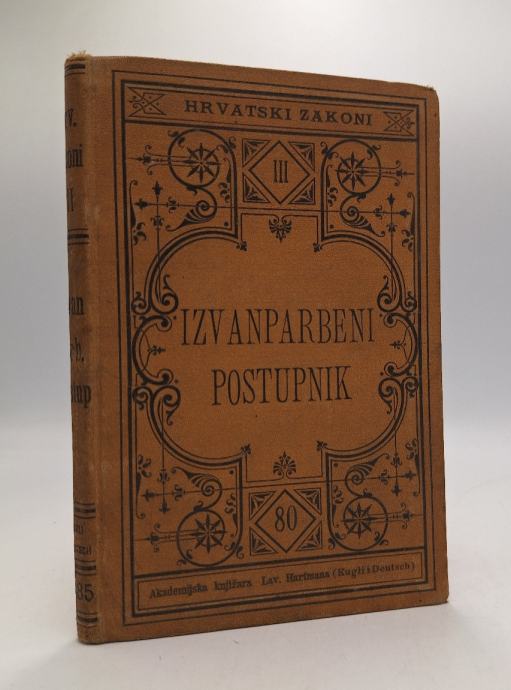 HRVATSKI ZAKONI
III
IZVANPARBENI
POSTUPNIK
80
Akademijska knjižara Lav. Hartmana (Kugli i Deutsch)